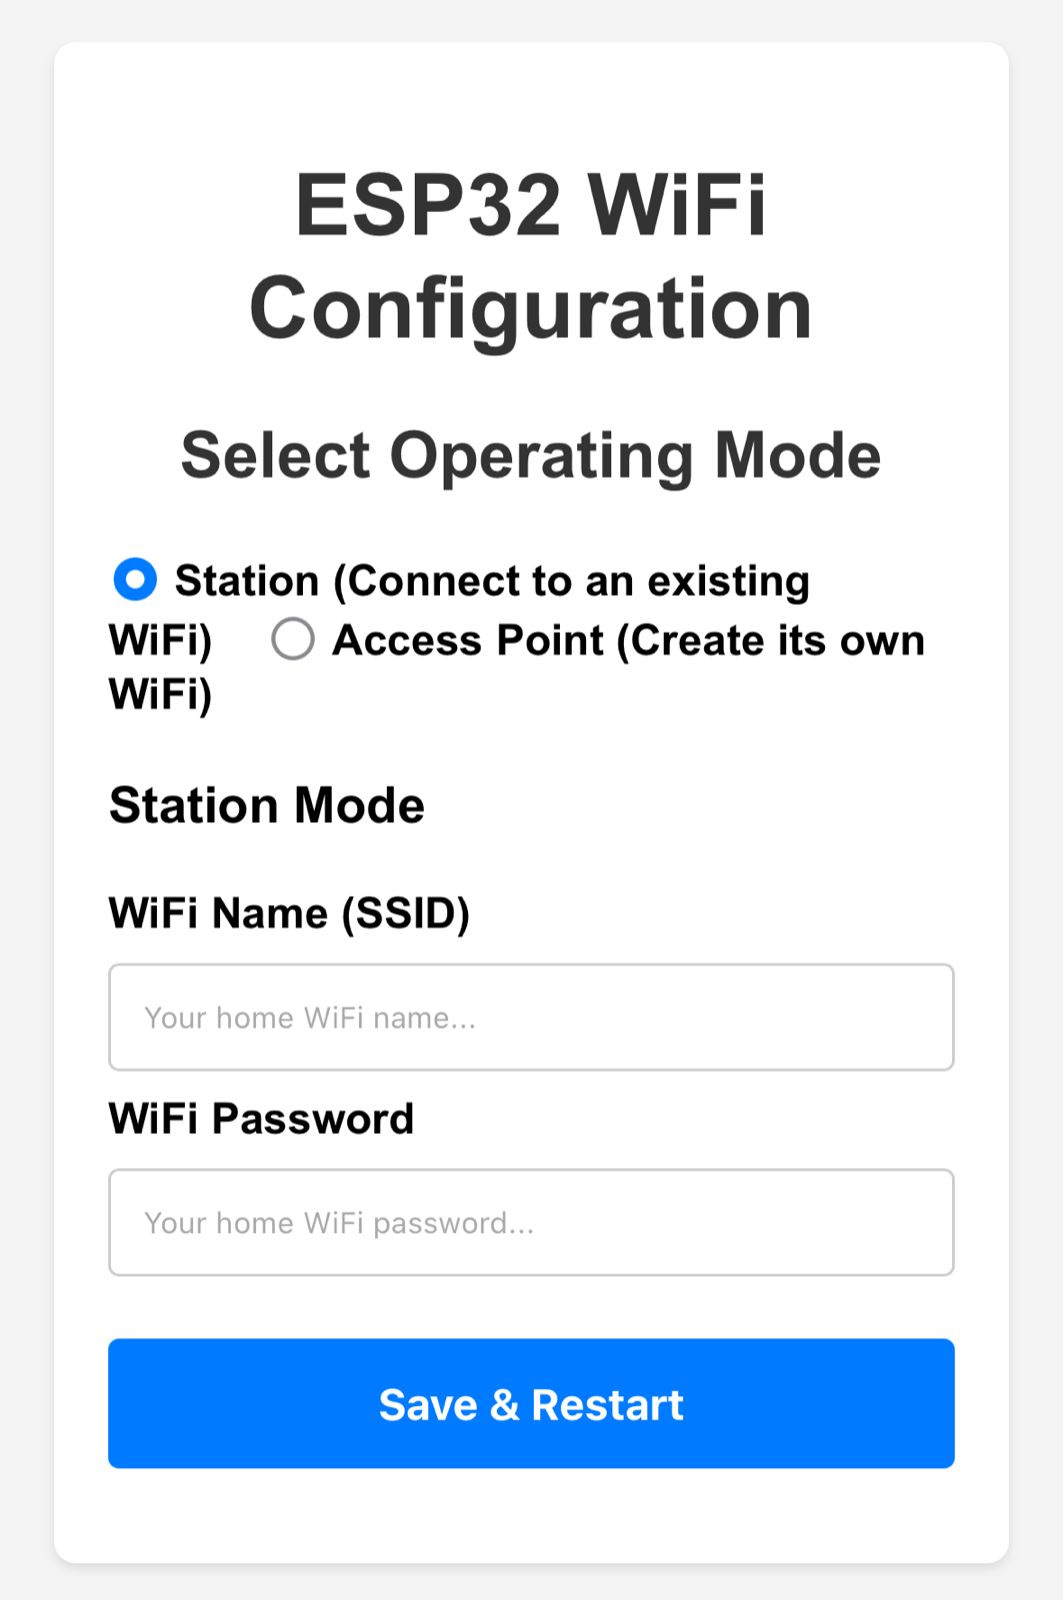 ESP32 WiFi
Configuration
Select Operating Mode
Station (Connect to an existing
WiFi) Access Point (Create its own
WiFi)
Station Mode
WiFi Name (SSID)
Your home WiFi name...
WiFi Password
Your home WiFi password...
Save & Restart